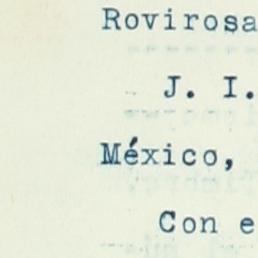 Rovirosa
J. I.
México,
Con e